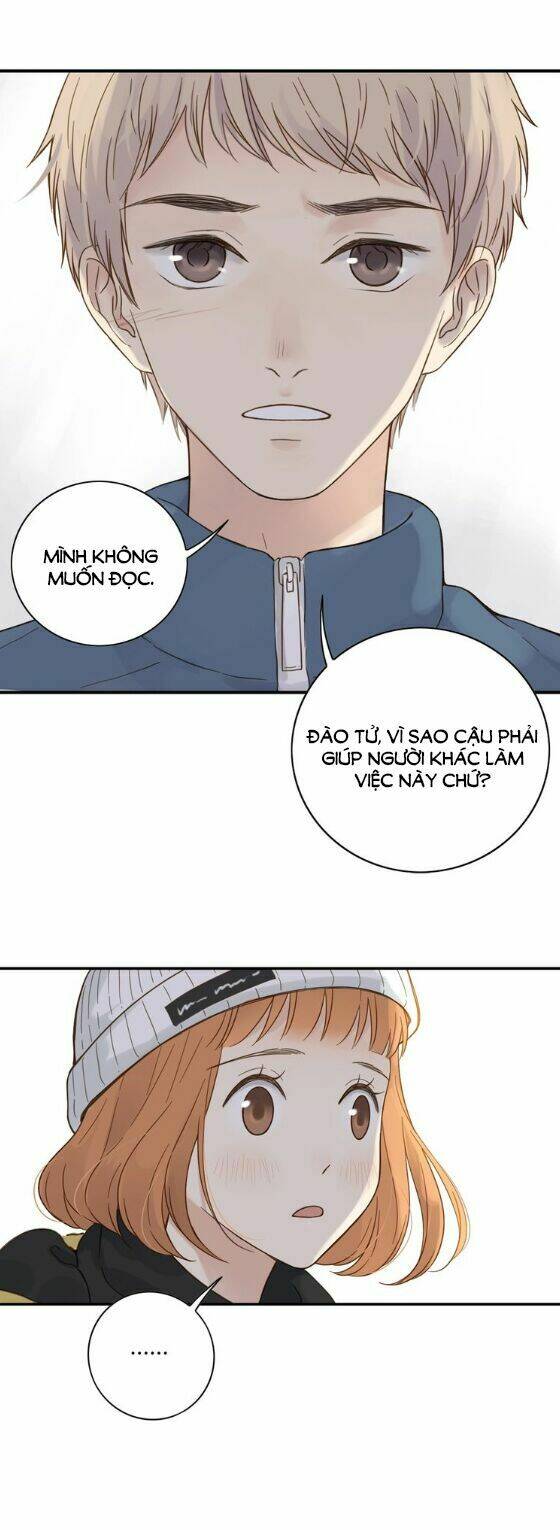 MÌNH KHÔNG
MUỐN ĐỌC.
ĐÀO TỬ, VÌ SAO CẬU PHẢI
GIÚP NGƯỜI KHÁC LÀM
VIỆC NÀY CHỨ?
......